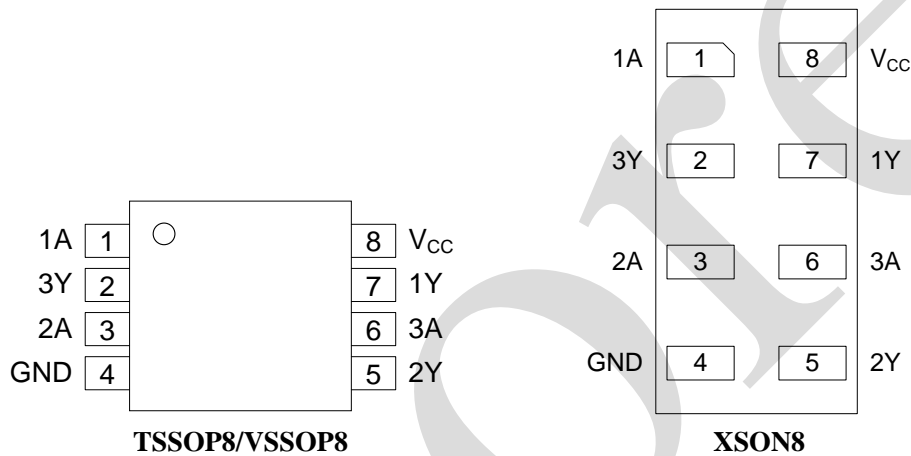 1A 1 8 VCC
3Y 2 7 1Y
2A 3 6 3A
GND 4 5 2Y
TSSOP8/VSSOP8
1A 1 8 VCC
3Y 2 7 1Y
2A 3 6 3A
GND 4 5 2Y
XSON8